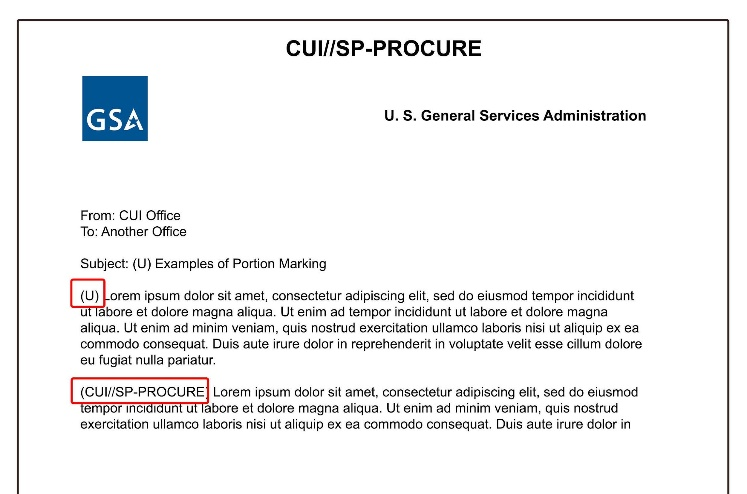 CUI//SP-PROCURE
GSA
U. S. General Services Administration
From: CUI Office
To: Another Office
Subject: (U) Examples of Portion Marking
(U) Lorem ipsum dolor sit amet, consectetur adipiscing elit, sed do eiusmod tempor incididunt
ut labore et dolore magna aliqua. Ut enim ad tempor incididunt ut labore et dolore magna
aliqua. Ut enim ad minim veniam, quis nostrud exercitation ullamco laboris nisi ut aliquip ex ea
commodo consequat. Duis aute irure dolor in reprehenderit in voluptate velit esse cillum dolore
eu fugiat nulla pariatur.
(CUI//SP-PROCURE) Lorem ipsum dolor sit amet, consectetur adipiscing elit, sed do eiusmod
tempor incididunt ut labore et dolore magna aliqua. Ut enim ad minim veniam, quis nostrud
exercitation ullamco laboris nisi ut aliquip ex ea commodo consequat. Duis aute irure dolor in